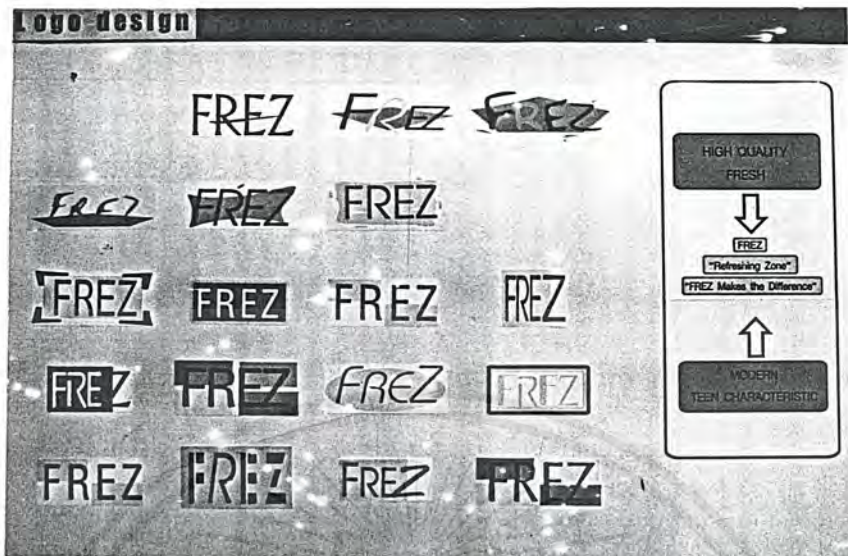 Logo design
FREZ FREZ FREZ
FREZ FREZ FREZ
FREZ FREZ FREZ FREZ
FREZ FREZ FREZ FREZ
FREZ FREZ FREZ FREZ
HIGH QUALITY
FRESH
FREZ
"Refreshing Zone"
"FREZ Makes the Difference"
MODERN
TEEN CHARACTERISTIC